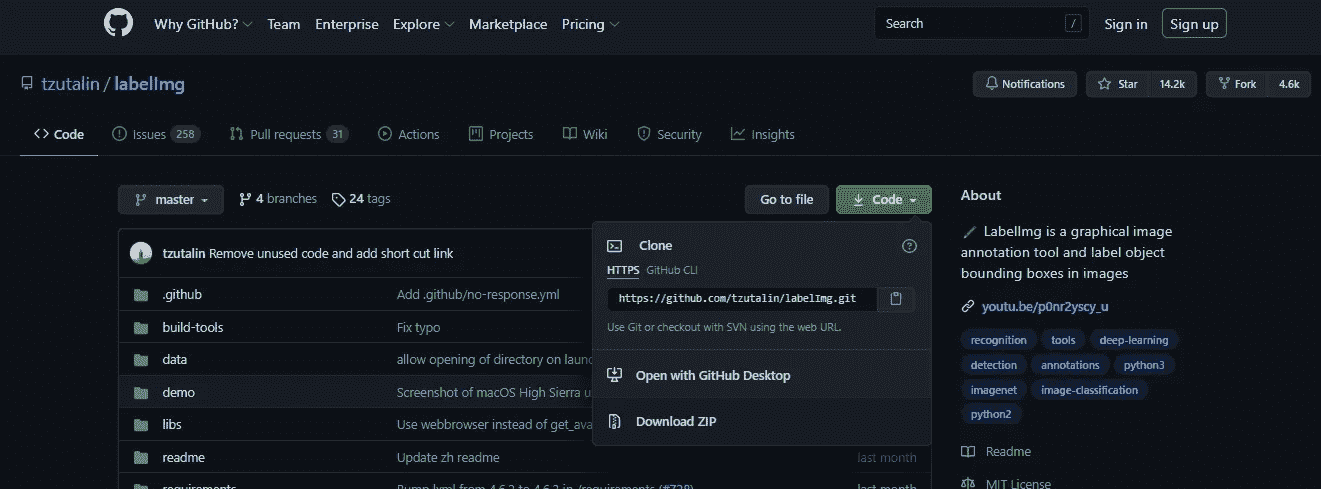 Why GitHub? Team Enterprise Explore Marketplace Pricing Search / Sign in Sign up
tzutalin / labelImg Notifications Star 14.2k Fork 4.6k
Code Issues 258 Pull requests 31 Actions Projects Wiki Security Insights
master 4 branches 24 tags Go to file Code
tzutalin Remove unused code and add short cut link
.github Add .github/no-response.yml
build-tools Fix typo
data allow opening of directory on laun
demo Screenshot of macOS High Sierra u
libs Use webbrowser instead of get_ava
readme Update zh readme last month
requirements Bump lxml from 4.6.2 to 4.6.3 in /requirements (#728) last month
Clone
HTTPS GitHub CLI
https://github.com/tzutalin/labelImg.git
Use Git or checkout with SVN using the web URL.
Open with GitHub Desktop
Download ZIP
About
LabelImg is a graphical image
annotation tool and label object
bounding boxes in images
youtu.be/p0nr2yscy_u
recognition tools deep-learning
detection annotations python3
imagenet image-classification
python2
Readme
MIT License